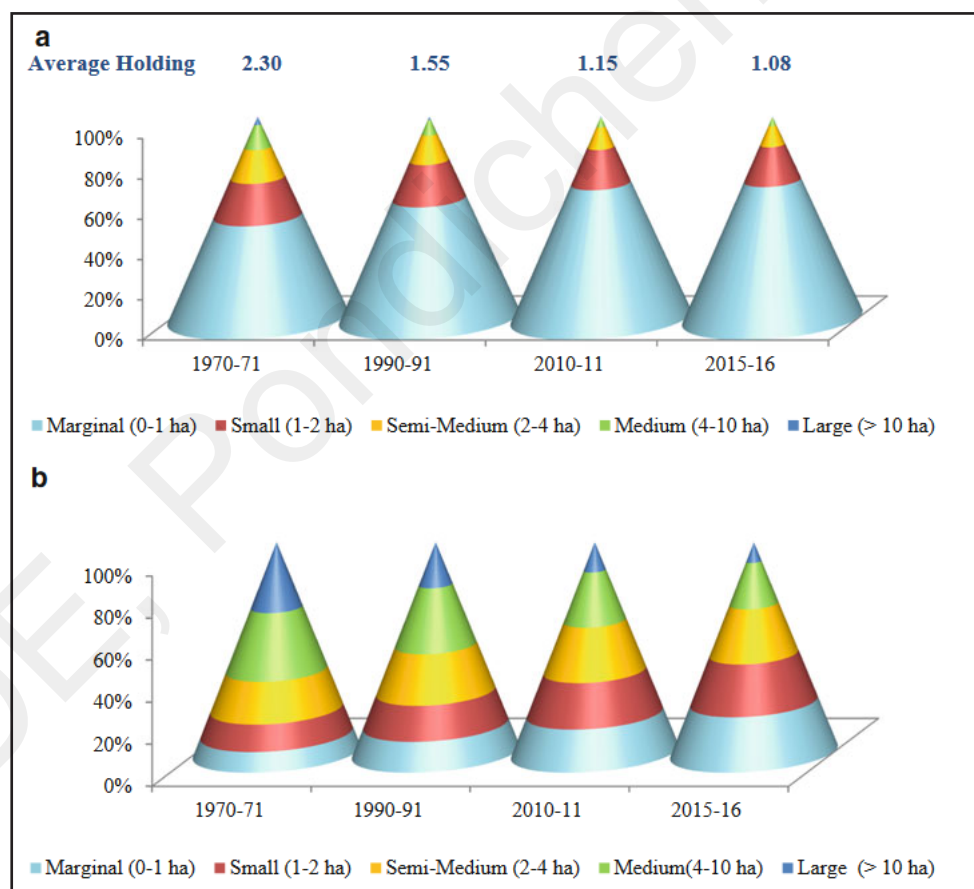 a
Average Holding 2.30 1.55 1.15 1.08
100%
80%
60%
40%
20%
0%
1970-71 1990-91 2010-11 2015-16
Marginal (0-1 ha) Small (1-2 ha) Semi-Medium (2-4 ha) Medium (4-10 ha) Large (> 10 ha)
b
100%
80%
60%
40%
20%
0%
1970-71 1990-91 2010-11 2015-16
Marginal (0-1 ha) Small (1-2 ha) Semi-Medium (2-4 ha) Medium(4-10 ha) Large (> 10 ha)